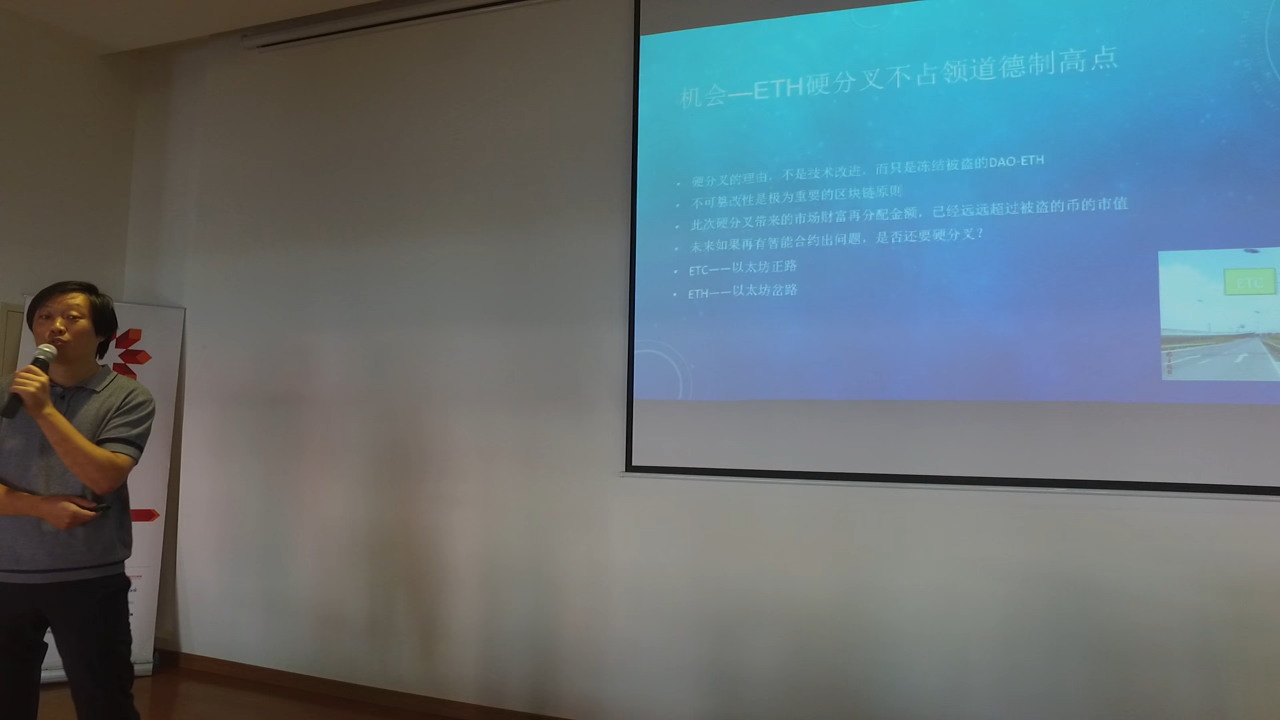 机会—ETH硬分叉不占领道德制高点
硬分叉的理由，不是技术改进，而只是冻结被盗的DAO-ETH
不可篡改性是极为重要的区块链原则
此次硬分叉带来的市场财富再分配金额，已经远远超过被盗的币的市值
未来如果再有智能合约出问题，是否还要硬分叉？
ETC——以太坊正路
ETH——以太坊岔路
ETC